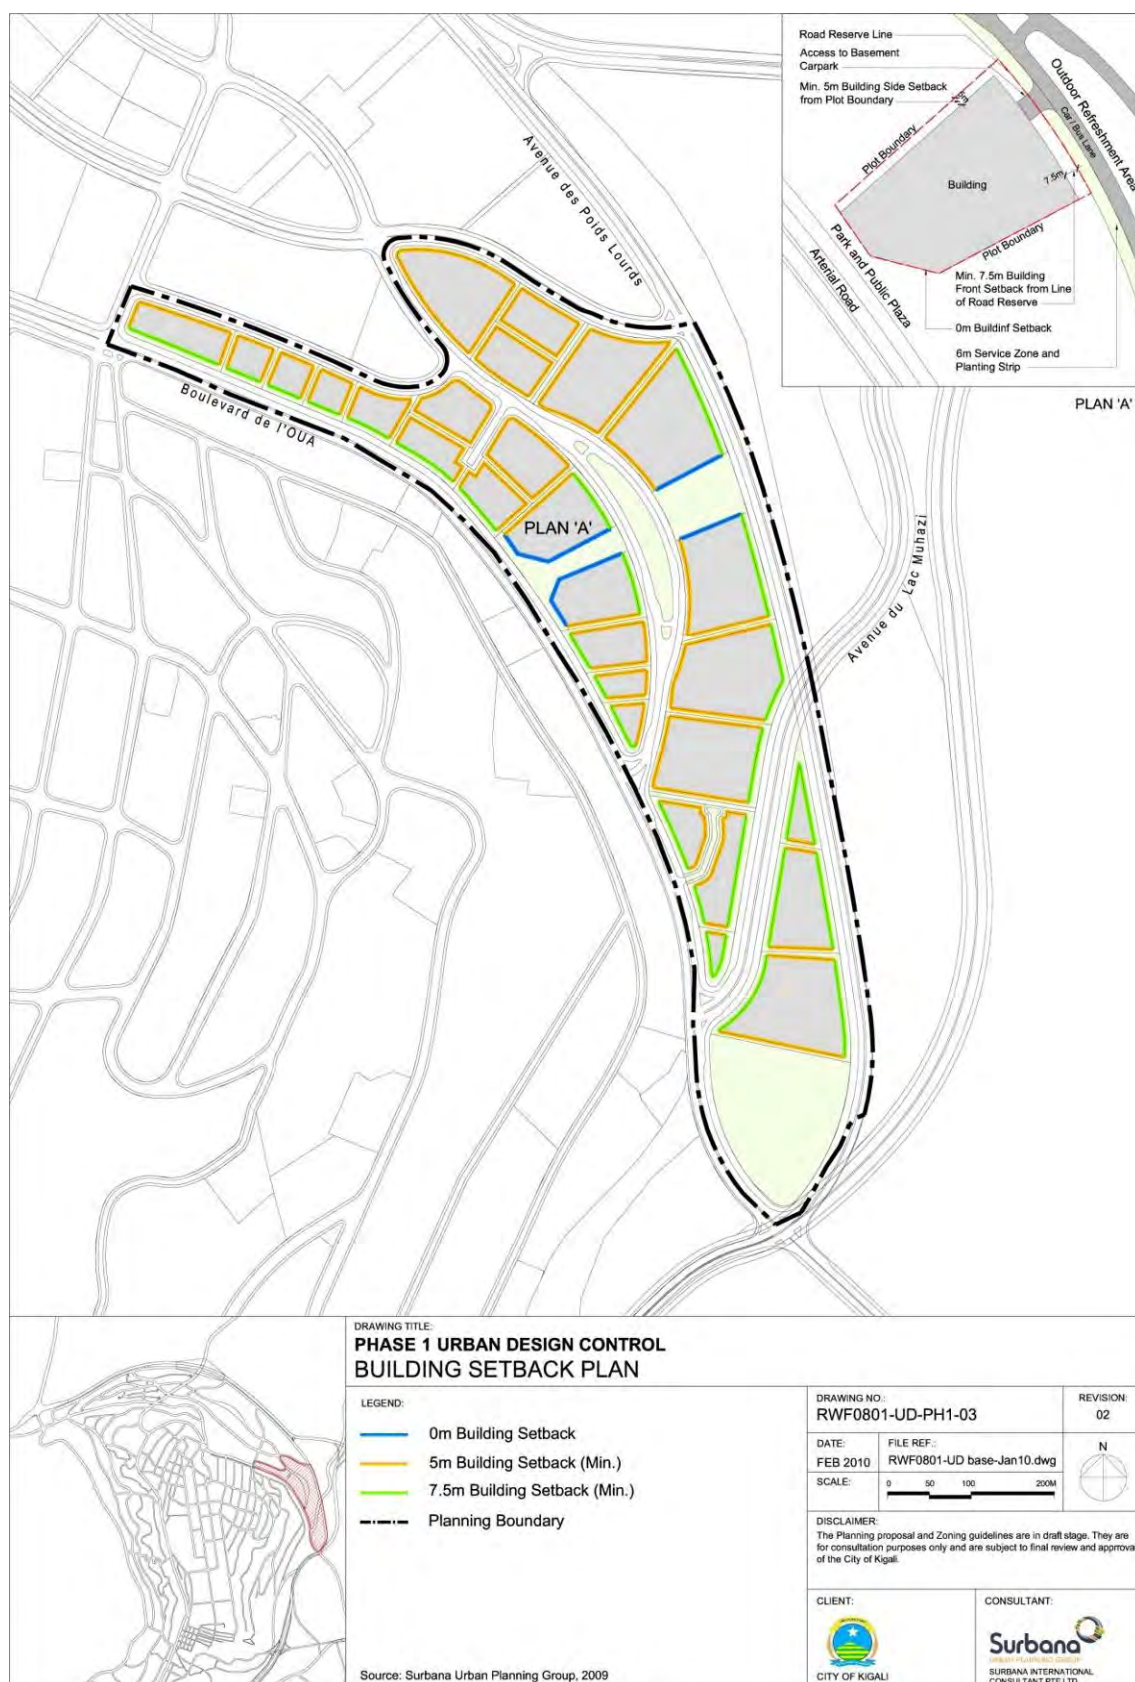 Road Reserve Line
Access to Basement
Carpark
Min. 5m Building Side Setback
from Plot Boundary
Plot Boundary
Building
7.5m
Car / Bus Lane
Outdoor Refreshment Area
Plot Boundary
Park and Public Plaza
Arterial Road
Min. 7.5m Building
Front Setback from Line
of Road Reserve
0m Buildinf Setback
6m Service Zone and
Planting Strip
PLAN 'A'
Avenue des Poids Lourds
Boulevard de l'OUA
PLAN 'A'
Avenue du Lac Muhazi
DRAWING TITLE:
PHASE 1 URBAN DESIGN CONTROL
BUILDING SETBACK PLAN
LEGEND:
0m Building Setback
5m Building Setback (Min.)
7.5m Building Setback (Min.)
Planning Boundary
Source: Surbana Urban Planning Group, 2009
DRAWING NO.:
RWF0801-UD-PH1-03
REVISION:
02
DATE:
FEB 2010
FILE REF.:
RWF0801-UD base-Jan10.dwg
N
SCALE:
0 50 100 200M
DISCLAIMER:
The Planning proposal and Zoning guidelines are in draft stage. They are
for consultation purposes only and are subject to final review and apprrova
of the City of Kigali.
CLIENT:
CITY OF KIGALI
CONSULTANT:
Surbana
URBAN PLANNING GROUP
SURBANA INTERNATIONAL
CONSULTANT PTE LTD